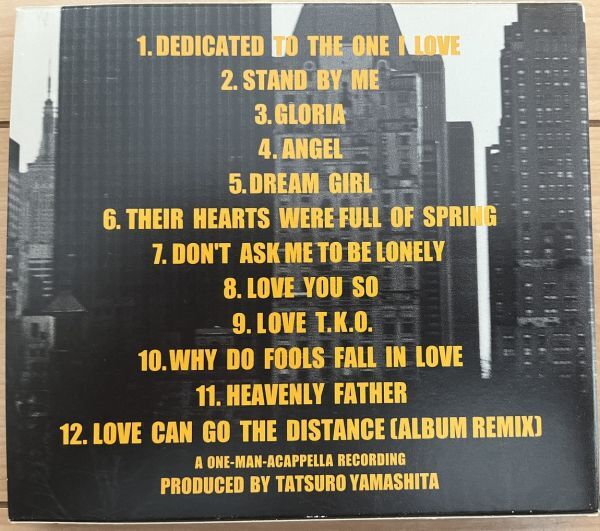 1. DEDICATED TO THE ONE I LOVE
2. STAND BY ME
3. GLORIA
4. ANGEL
5. DREAM GIRL
6. THEIR HEARTS WERE FULL OF SPRING
7. DON'T ASK ME TO BE LONELY
8. LOVE YOU SO
9. LOVE T.K.O.
10. WHY DO FOOLS FALL IN LOVE
11. HEAVENLY FATHER
12. LOVE CAN GO THE DISTANCE (ALBUM REMIX)
A ONE-MAN-ACAPPELLA RECORDING
PRODUCED BY TATSURO YAMASHITA